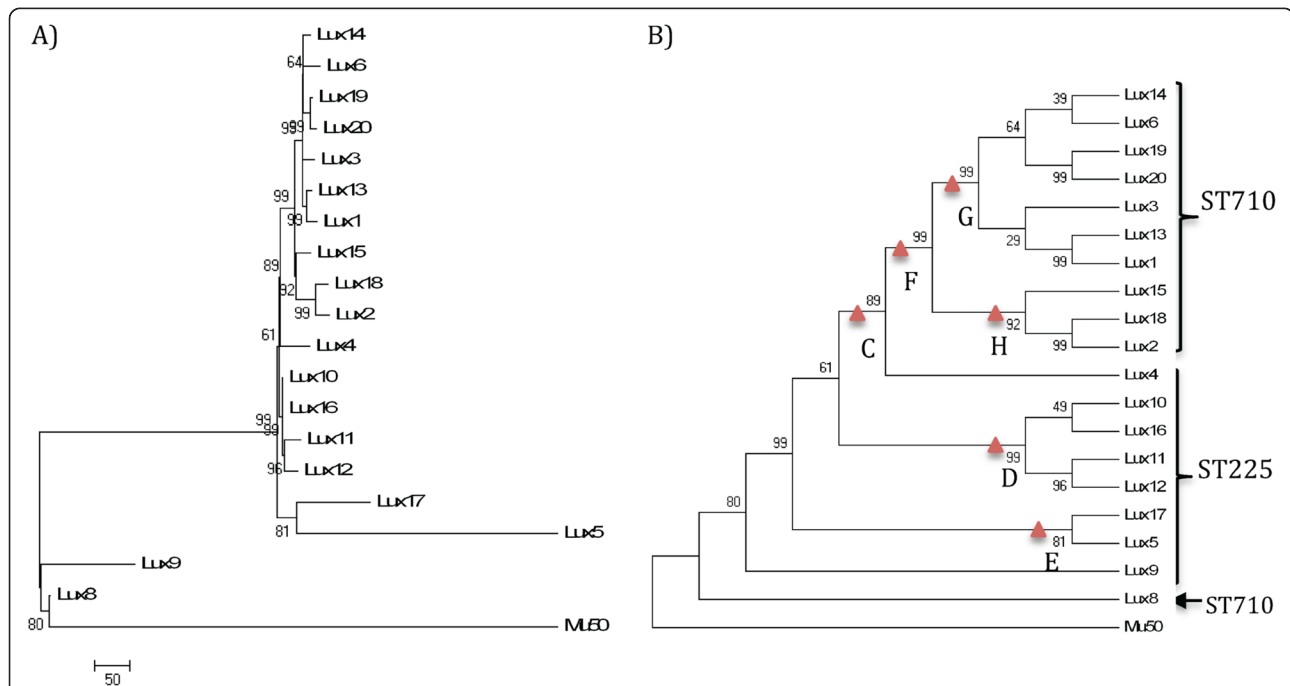 A)
Lux14
64
Lux6
Lux19
99
99
Lux20
Lux3
99
Lux13
99
Lux1
Lux15
89
92
Lux18
99
Lux2
61
Lux4
Lux10
Lux16
99
99
Lux11
96
Lux12
Lux17
81
Lux5
Lux9
Lux8
80
Mu50
50
B)
39
Lux14
Lux6
64
Lux19
99
Lux20
99
G
Lux3
ST710
29
Lux13
99
Lux1
99
F
Lux15
92
Lux18
H
99
Lux2
89
C
Lux4
61
49
Lux10
Lux16
99
D
Lux11
96
Lux12
ST225
99
Lux17
81
Lux5
E
80
Lux9
Lux8
ST710
Mu50